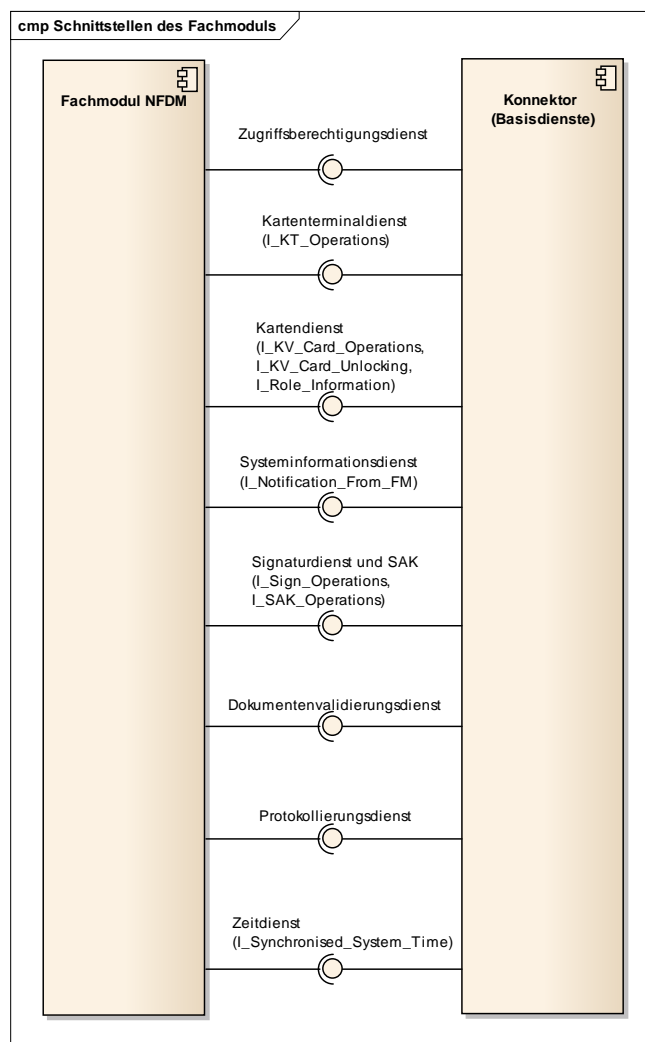 cmp Schnittstellen des Fachmoduls
Fachmodul NFDM
Konnektor
(Basisdienste)
Zugriffsberechtigungsdienst
Kartenterminaldienst
(I_KT_Operations)
Kartendienst
(I_KV_Card_Operations,
I_KV_Card_Unlocking,
I_Role_Information)
Systeminformationsdienst
(I_Notification_From_FM)
Signaturdienst und SAK
(I_Sign_Operations,
I_SAK_Operations)
Dokumentenvalidierungsdienst
Protokollierungsdienst
Zeitdienst
(I_Synchronised_System_Time)